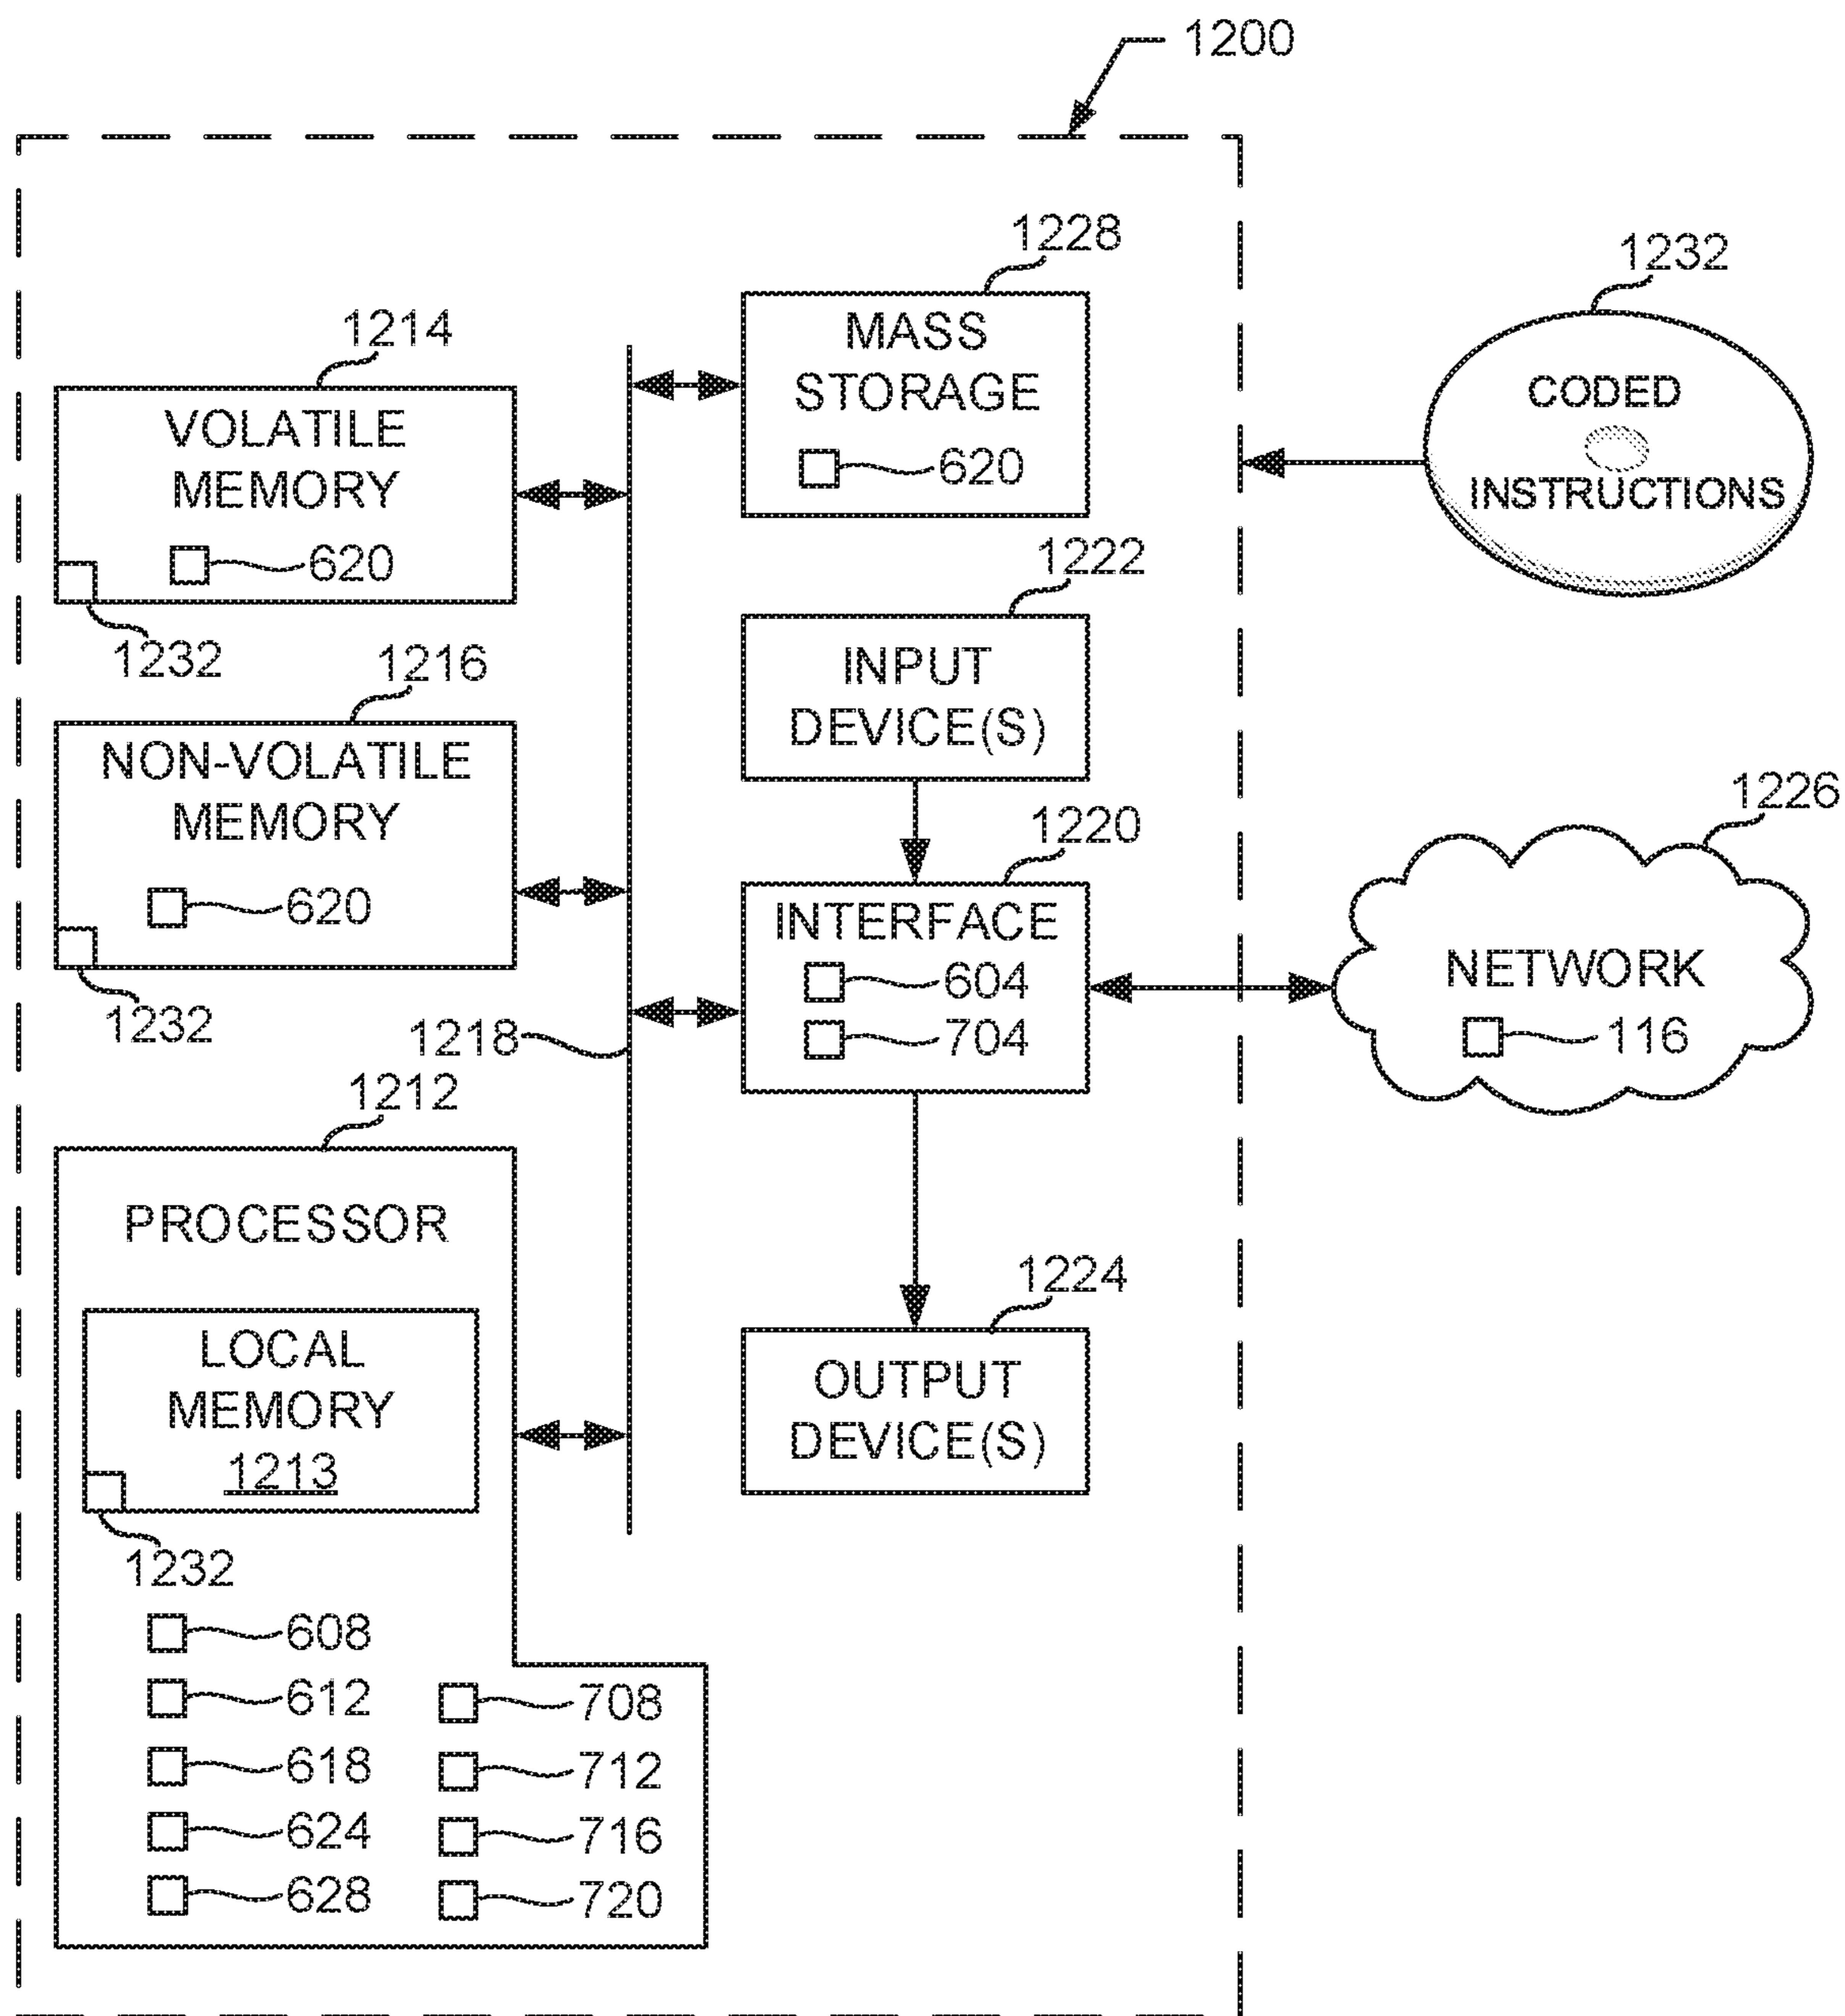 1200
1228
MASS
STORAGE
620
1232
CODED
INSTRUCTIONS
1214
VOLATILE
MEMORY
620
1232
1222
INPUT
DEVICE(S)
1216
NON-VOLATILE
MEMORY
620
1232
1220
INTERFACE
604
704
1226
NETWORK
116
1218
1212
PROCESSOR
LOCAL
MEMORY
1213
1232
1224
OUTPUT
DEVICE(S)
608
612
618
624
628
708
712
716
720